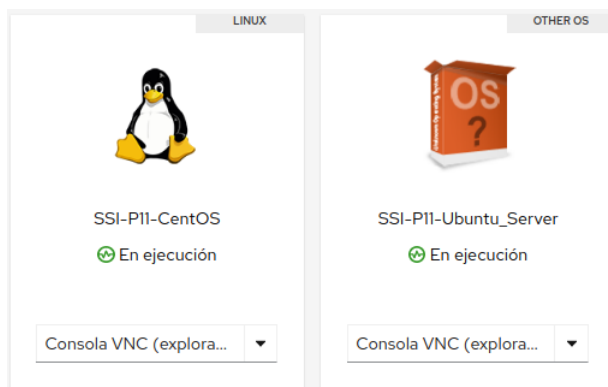 LINUX
OS
?
SSI-P11-CentOS
En ejecución
Consola VNC (explora...
OTHER OS
SSI-P11-Ubuntu_Server
En ejecución
Consola VNC (explora...